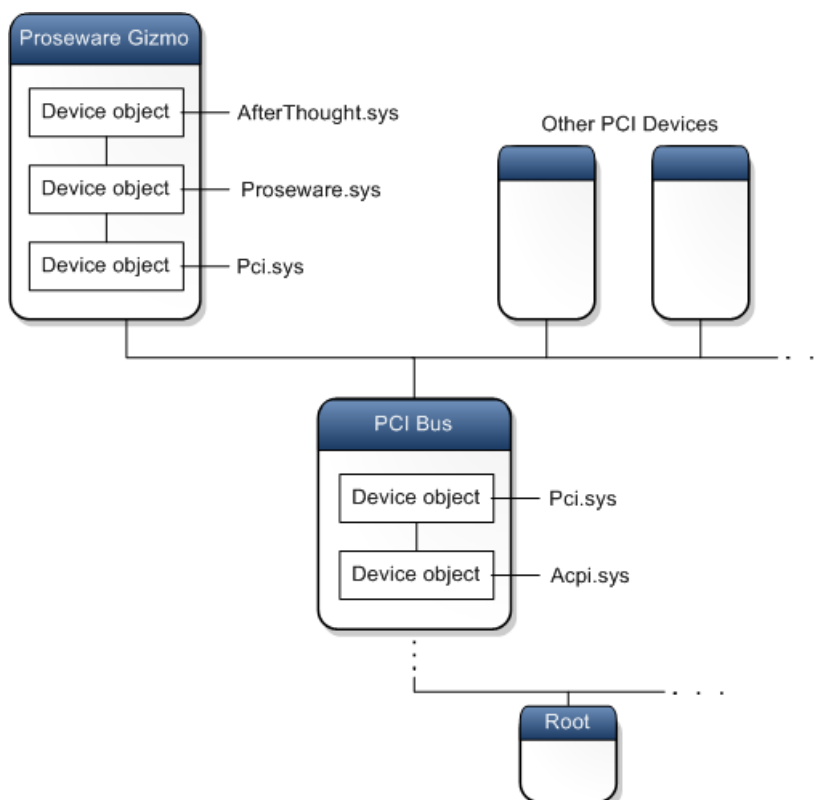 Proseware Gizmo
Device object
AfterThought.sys
Device object
Proseware.sys
Device object
Pci.sys
Other PCI Devices
PCI Bus
Device object
Pci.sys
Device object
Acpi.sys
Root